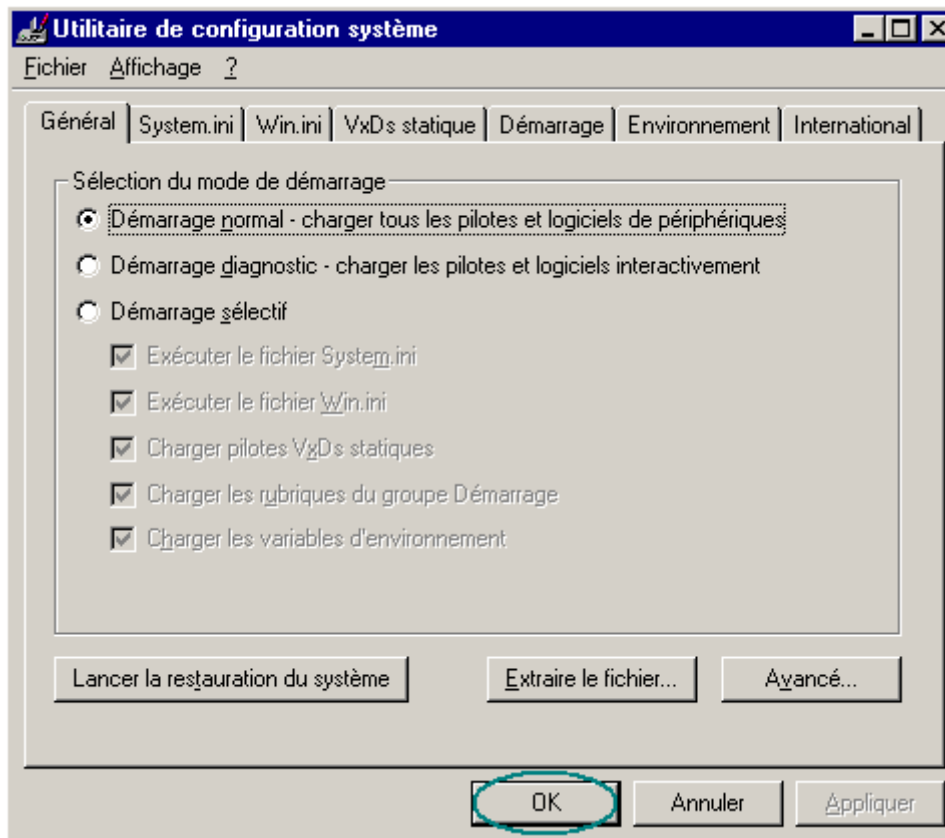 Utilitaire de configuration système
Fichier Affichage ?
Général System.ini Win.ini VxDs statique Démarrage Environnement International
Sélection du mode de démarrage
Démarrage normal - charger tous les pilotes et logiciels de périphériques
Démarrage diagnostic - charger les pilotes et logiciels interactivement
Démarrage sélectif
Exécuter le fichier System.ini
Exécuter le fichier Win.ini
Charger pilotes VxDs statiques
Charger les rubriques du groupe Démarrage
Charger les variables d'environnement
Lancer la restauration du système Extraire le fichier... Avancé...
OK Annuler Appliquer